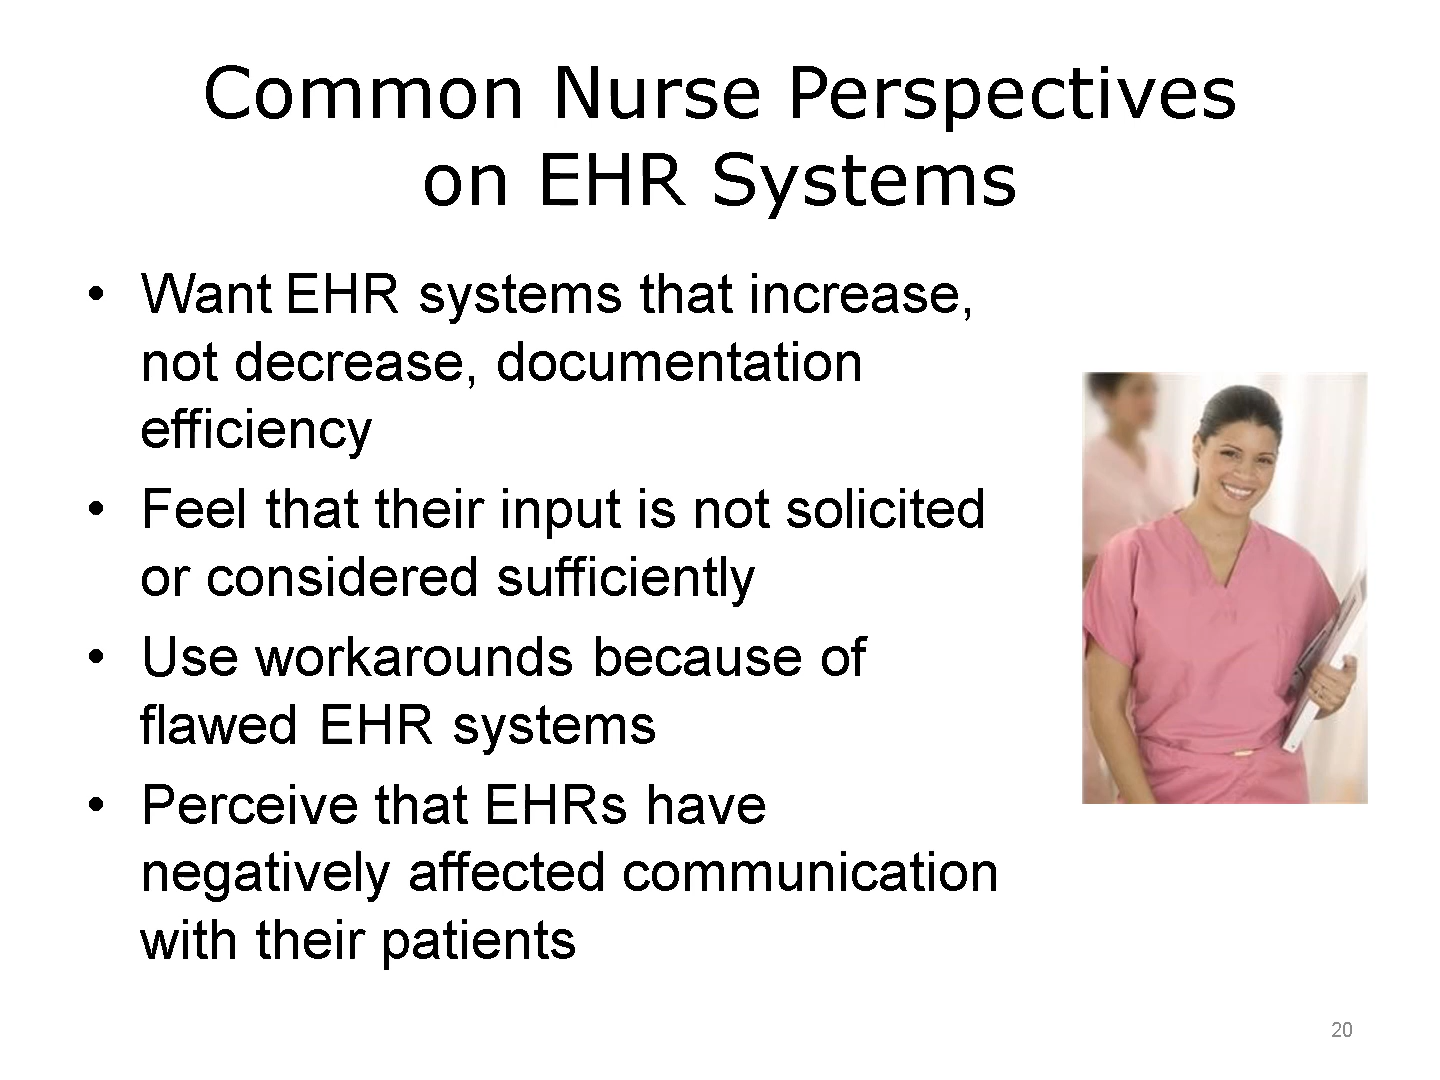 Common Nurse Perspectives
on EHR Systems
• Want EHR systems that increase,
not decrease, documentation
efficiency
• Feel that their input is not solicited
or considered sufficiently
• Use workarounds because of
flawed EHR systems
• Perceive that EHRs have
negatively affected communication
with their patients
20